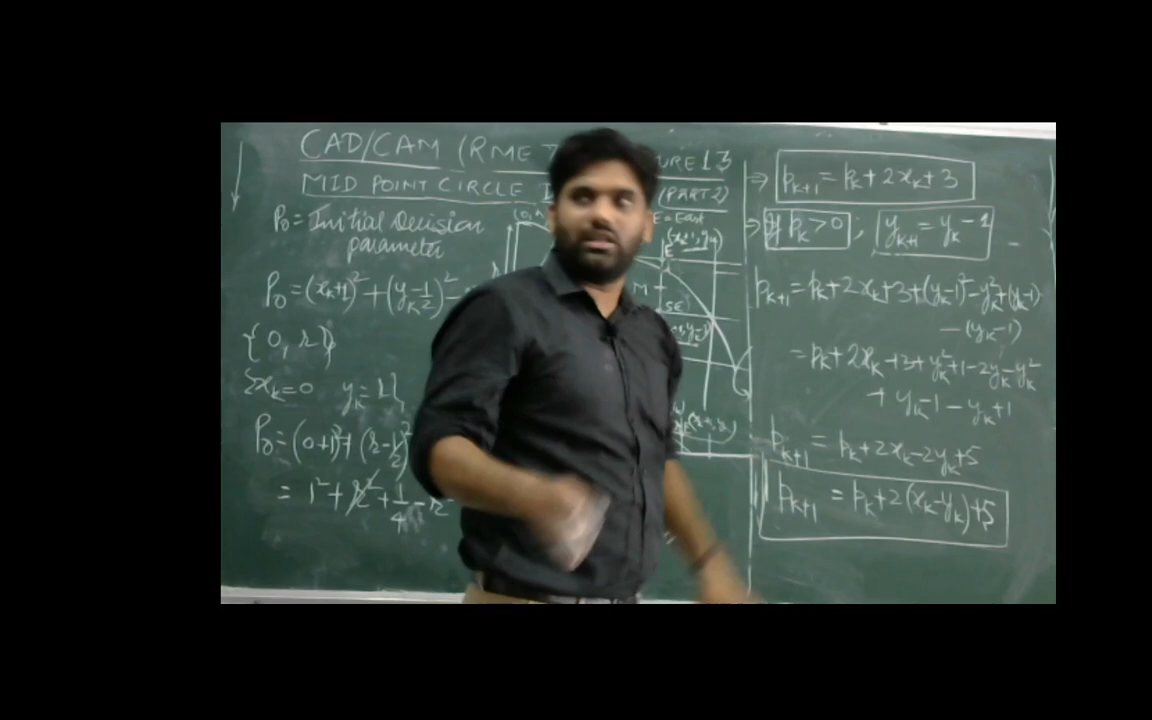 CAD/CAM (RME
URE 13
MID POINT CIRCLE
(PART 2)
P₀ = Initial Decision
parameter
P₀ = (xₖ+1)² + (yₖ-1/2)² -
{0, r}
{xₖ=0 yₖ=r}
P₀ = (0+1)² + (r-1/2)²
= 1² + r² + 1/4 - r
E = East
E
M
SE
⇒ Pₖ₊₁ = Pₖ + 2xₖ + 3
⇒ If Pₖ > 0 ; yₖ₊₁ = yₖ - 1
Pₖ₊₁ = Pₖ + 2xₖ + 3 + (yₖ-1)² - yₖ² + (yₖ-1)
- (yₖ-1)
= Pₖ + 2xₖ + 3 + yₖ² + 1 - 2yₖ - yₖ²
+ yₖ - 1 - yₖ + 1
Pₖ₊₁ = Pₖ + 2xₖ - 2yₖ + 5
Pₖ₊₁ = Pₖ + 2(xₖ - yₖ) + 5